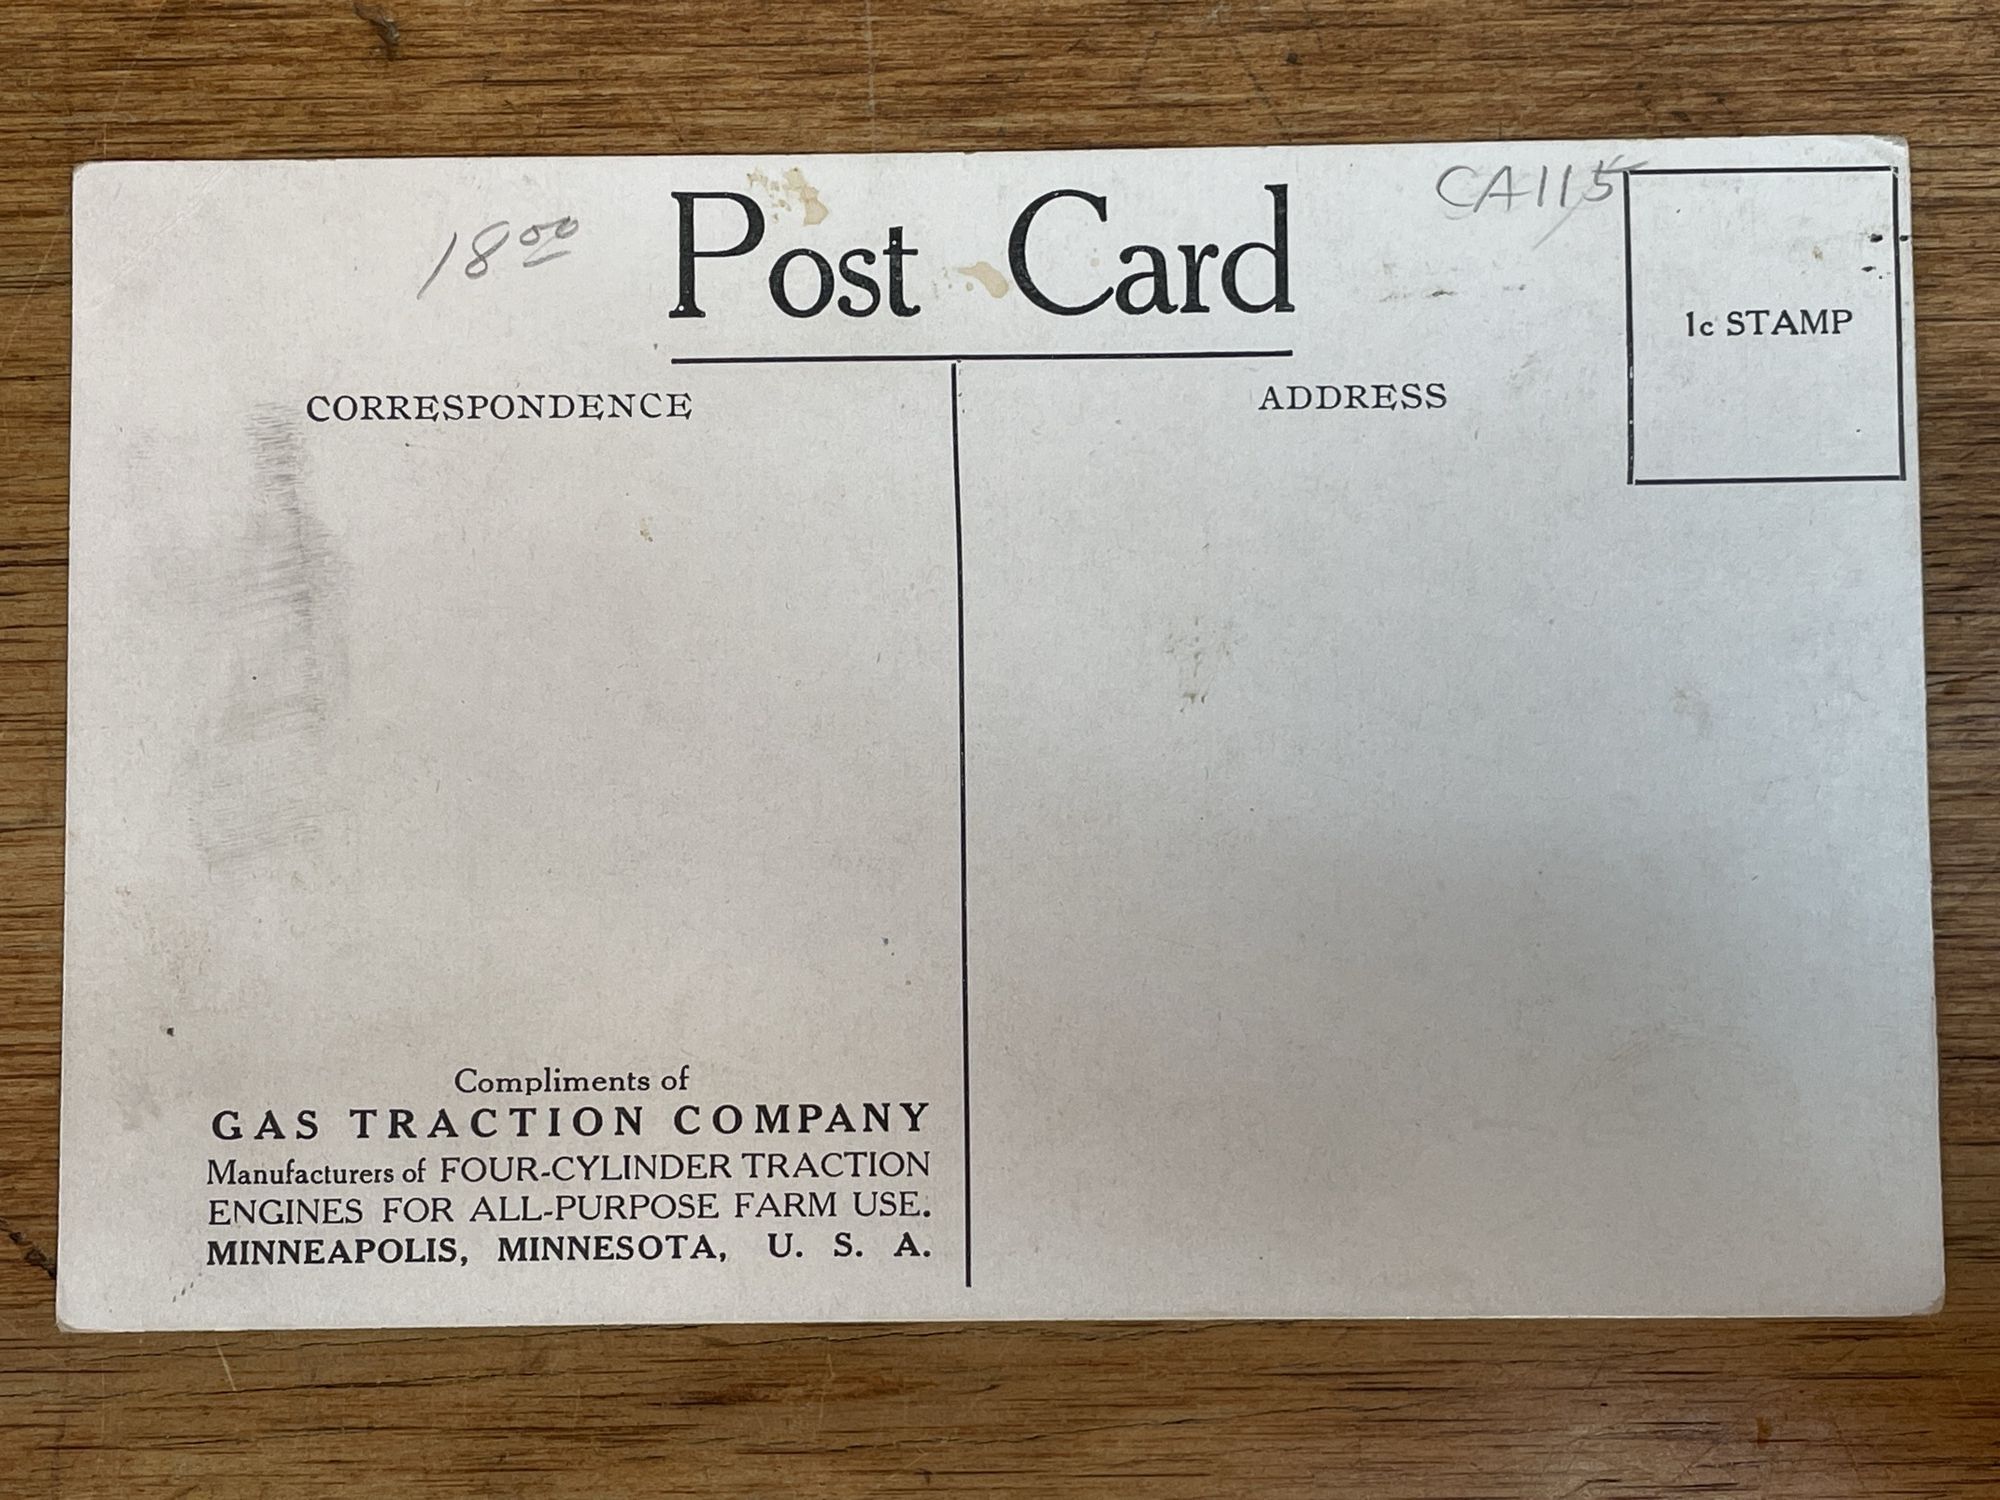 18⁰⁰
Post Card
CA115
1c STAMP
CORRESPONDENCE
ADDRESS
Compliments of
GAS TRACTION COMPANY
Manufacturers of FOUR-CYLINDER TRACTION
ENGINES FOR ALL-PURPOSE FARM USE.
MINNEAPOLIS, MINNESOTA, U. S. A.